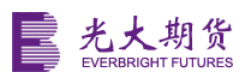 光大期货
EVERBRIGHT FUTURES